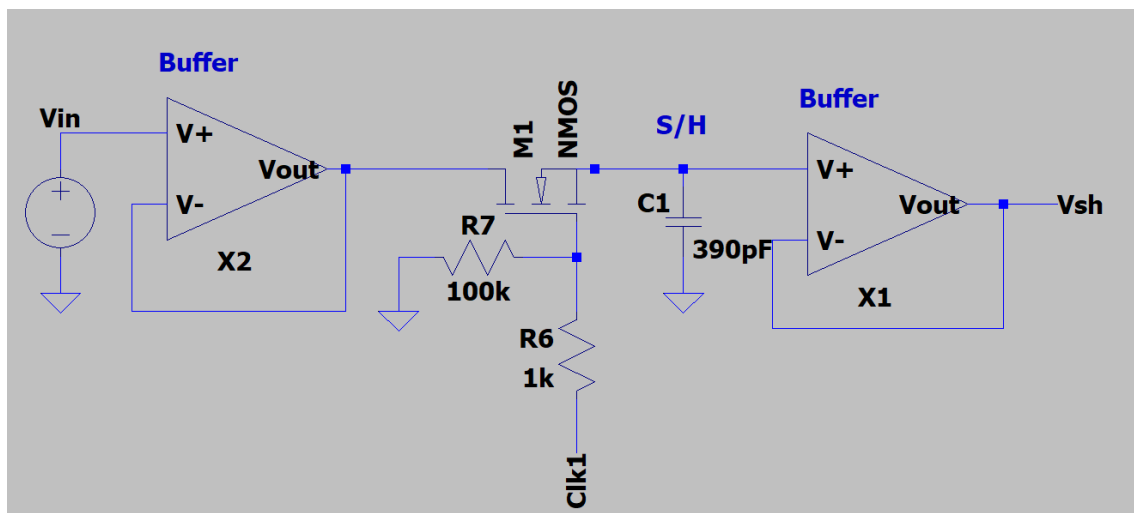 Buffer
Vin
V+
Vout
V-
X2
M1
NMOS
R7
100k
R6
1k
Clk1
S/H
C1
390pF
Buffer
V+
Vout
V-
X1
Vsh